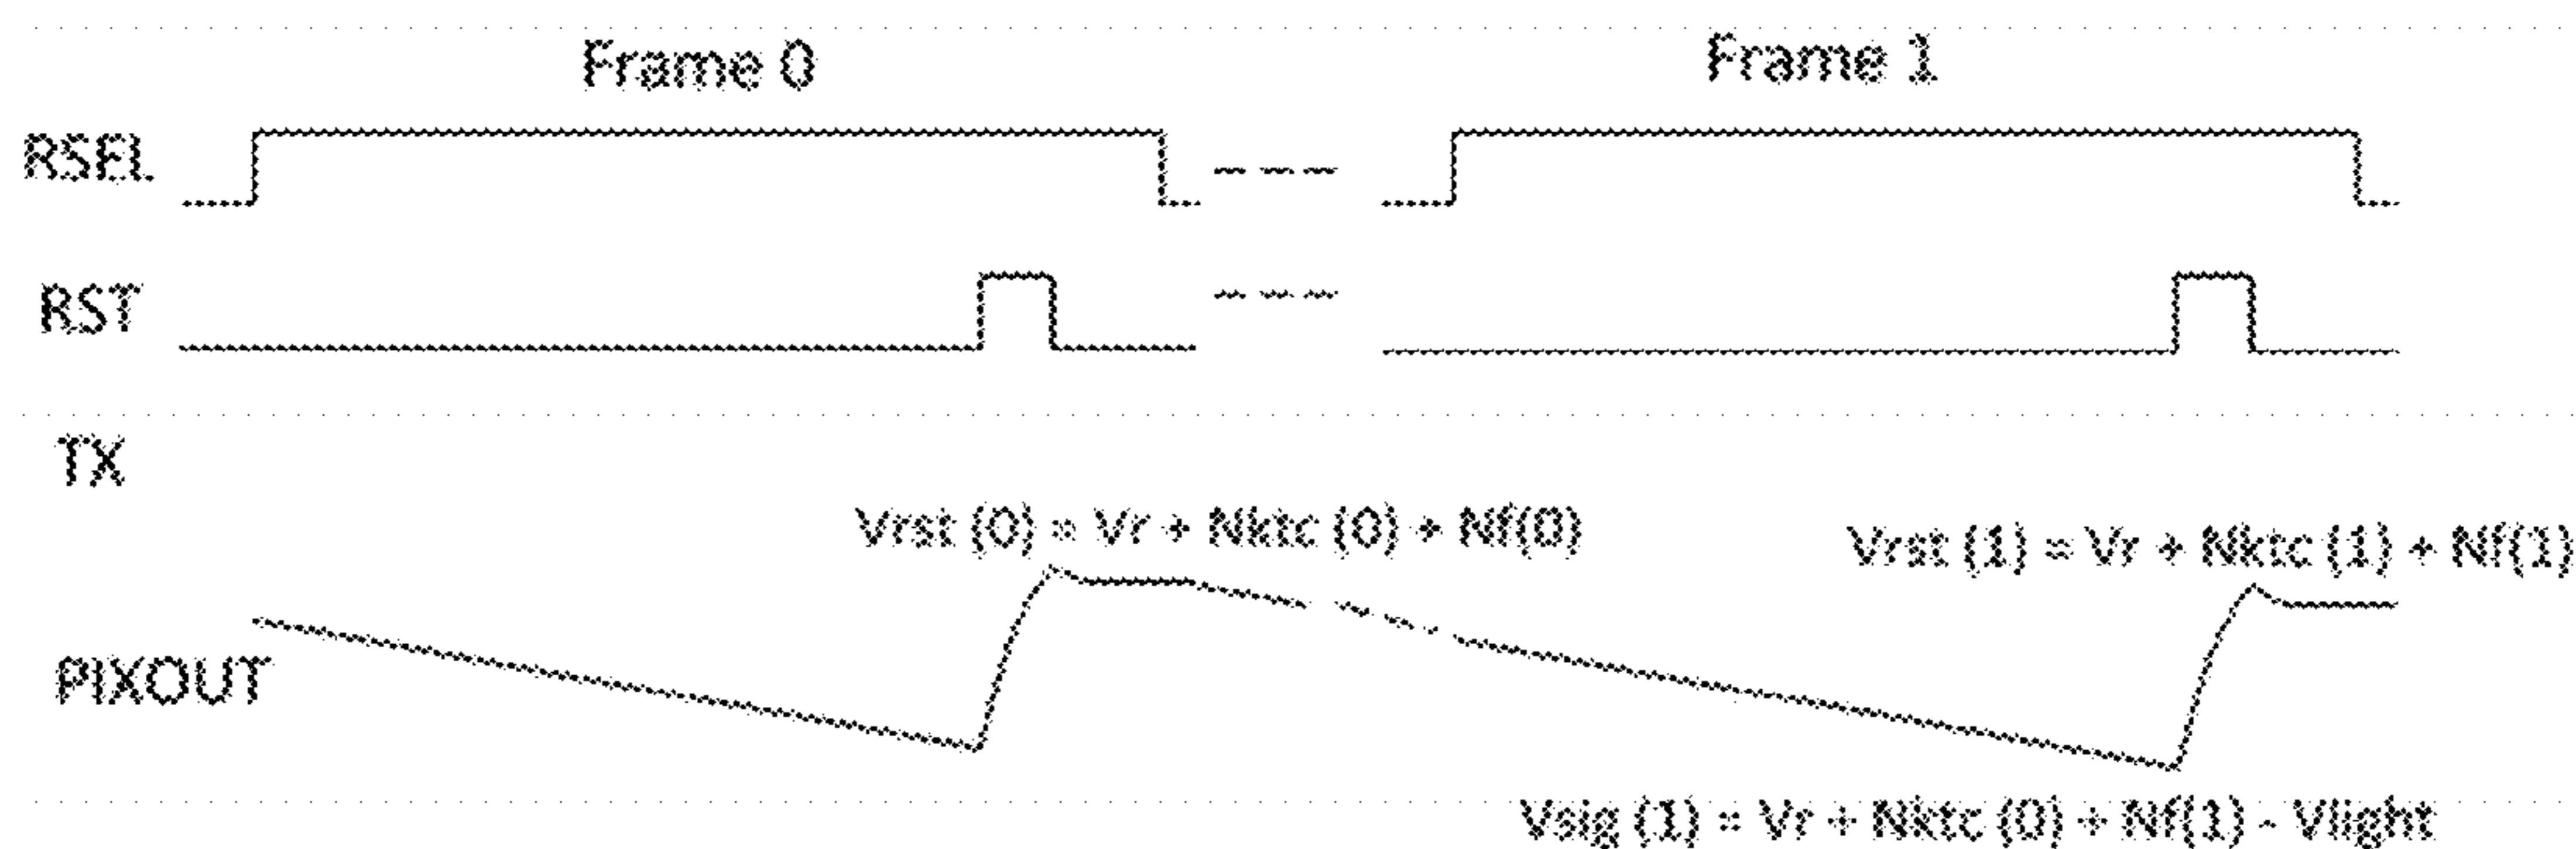 Frame 0 Frame 1
RSEL
RST
TX
Vrst (0) = Vr + Nktc (0) + Nf(0)
Vrst (1) = Vr + Nktc (1) + Nf(1)
PIXOUT
Vsig (1) = Vr + Nktc (0) + Nf(1) - Vlight